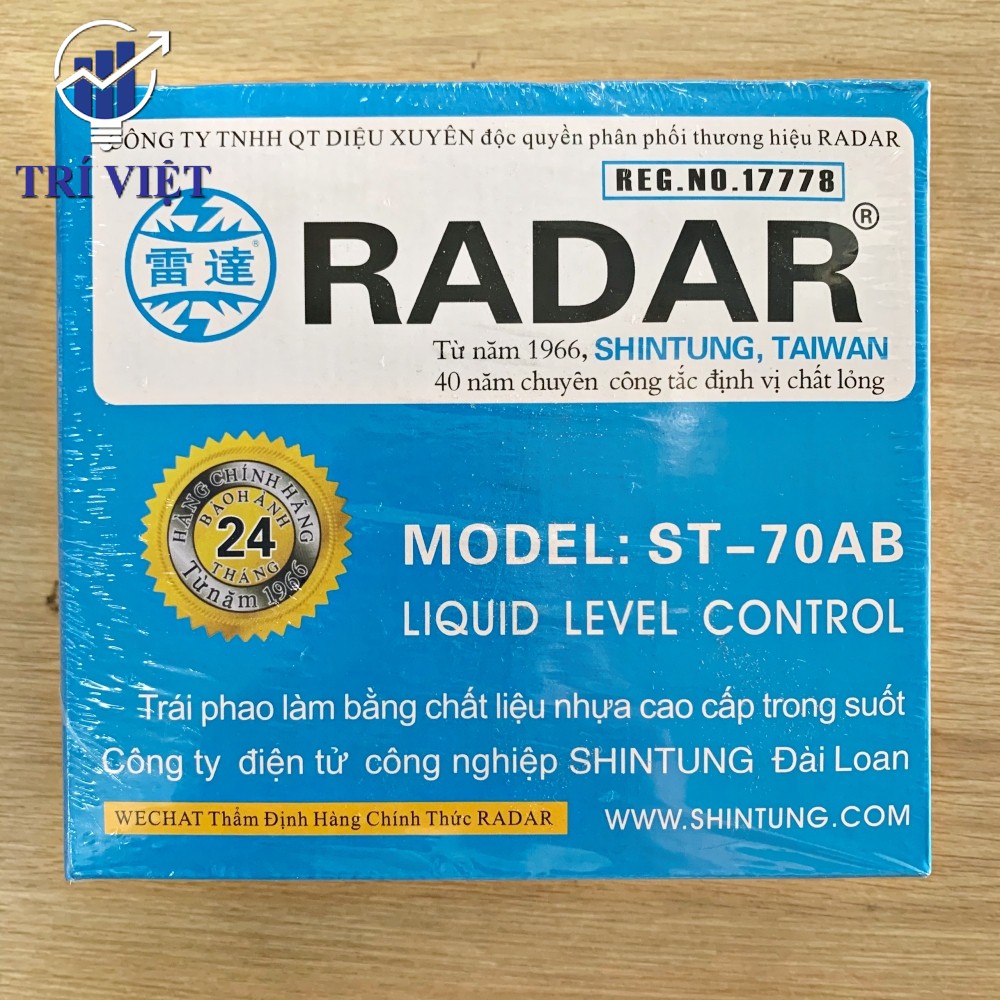 CÔNG TY TNHH QT DIỆU XUYÊN độc quyền phân phối thương hiệu RADAR
TRÍ VIỆT
REG.NO.17778
雷達®
RADAR®
Từ năm 1966, SHINTUNG, TAIWAN
40 năm chuyên công tắc định vị chất lỏng
HÀNG CHÍNH HÃNG
BẢO HÀNH
24
THÁNG
Từ năm 1966
MODEL: ST-70AB
LIQUID LEVEL CONTROL
Trái phao làm bằng chất liệu nhựa cao cấp trong suốt
Công ty điện tử công nghiệp SHINTUNG Đài Loan
WECHAT Thẩm Định Hàng Chính Thức RADAR
WWW.SHINTUNG.COM